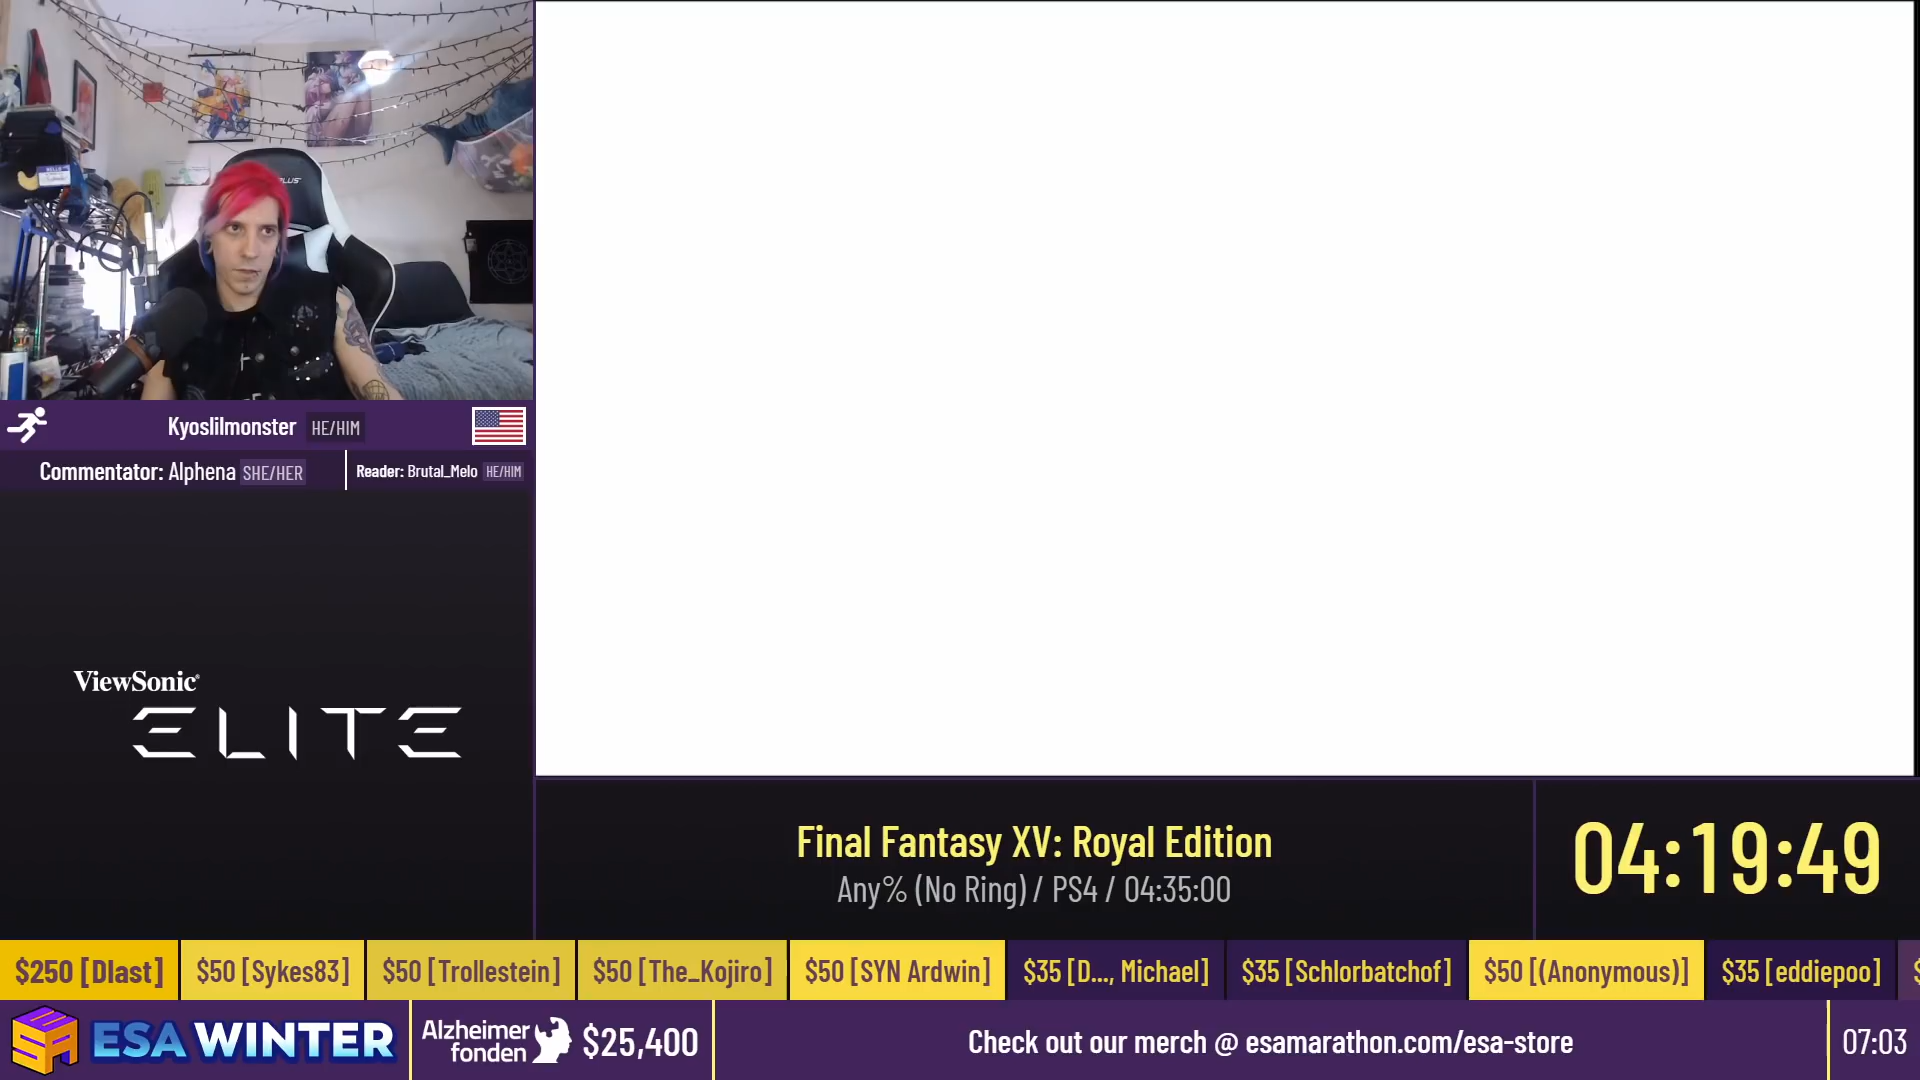 Kyoslilmonster HE/HIM
Commentator: Alphena SHE/HER
Reader: Brutal_Melo HE/HIM
ViewSonic
ELITE
Final Fantasy XV: Royal Edition
Any% (No Ring) / PS4 / 04:35:00
04:19:49
$250 [Dlast] $50 [Sykes83] $50 [Trollestein] $50 [The_Kojiro] $50 [SYN Ardwin] $35 [D..., Michael] $35 [Schlorbatchof] $50 [(Anonymous)] $35 [eddiepoo]
ESA WINTER
Alzheimer
fonden
$25,400
Check out our merch @ esamarathon.com/esa-store
07:03